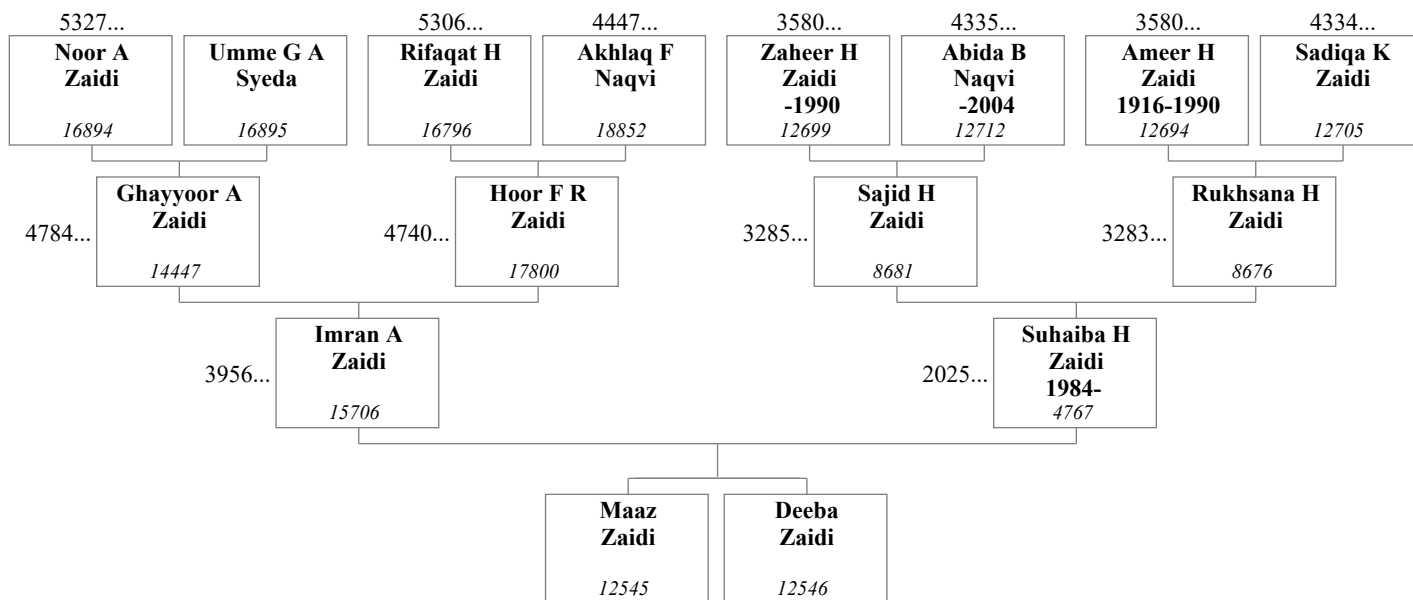 5327...
5306...
4447...
3580...
4335...
3580...
4334...
Noor A
Zaidi
16894
Umme G A
Syeda
16895
Rifaqat H
Zaidi
16796
Akhlaq F
Naqvi
18852
Zaheer H
Zaidi
-1990
12699
Abida B
Naqvi
-2004
12712
Ameer H
Zaidi
1916-1990
12694
Sadiqa K
Zaidi
12705
4784...
Ghayyoor A
Zaidi
14447
4740...
Hoor F R
Zaidi
17800
3285...
Sajid H
Zaidi
8681
3283...
Rukhsana H
Zaidi
8676
3956...
Imran A
Zaidi
15706
2025...
Suhaiba H
Zaidi
1984-
4767
Maaz
Zaidi
12545
Deeba
Zaidi
12546